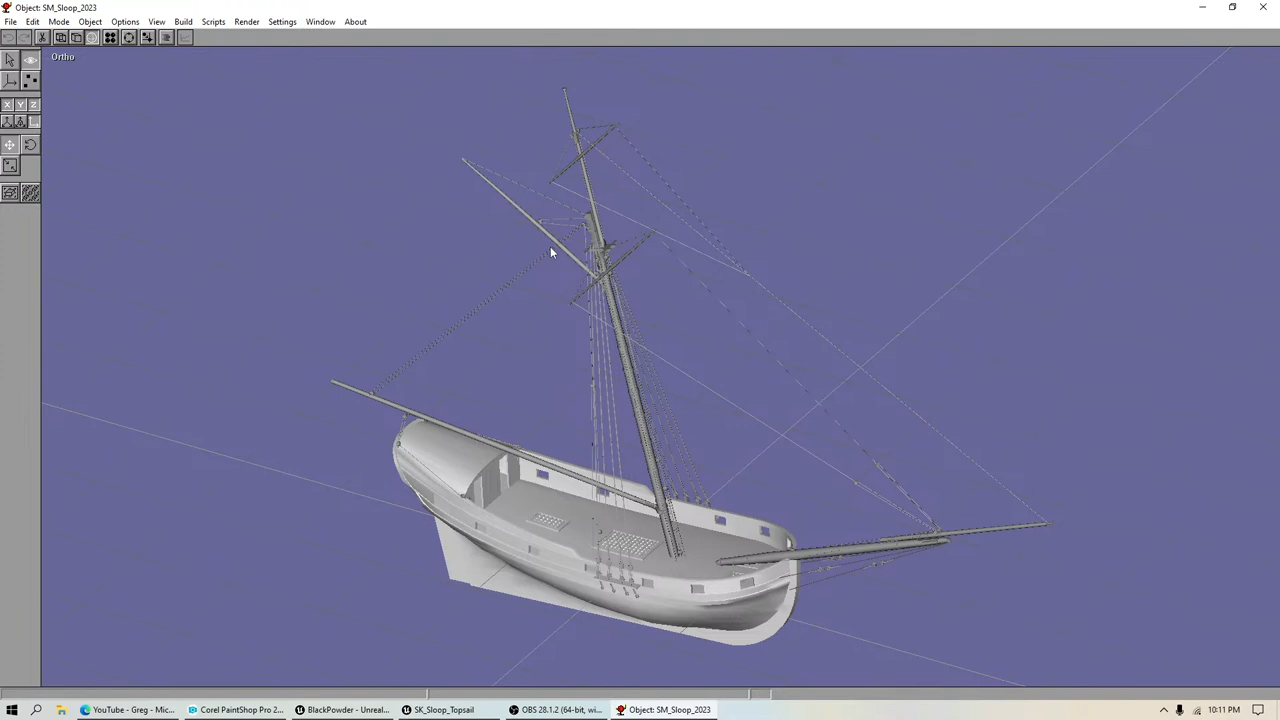 Object: SM_Sloop_2023
File Edit Mode Object Options View Build Scripts Render Settings Window About
Ortho
X Y Z
YouTube - Greg - Mic...
Corel PaintShop Pro 2...
BlackPowder - Unreal...
SK_Sloop_Topsail
OBS 28.1.2 (64-bit, wi...
Object: SM_Sloop_2023
10:11 PM